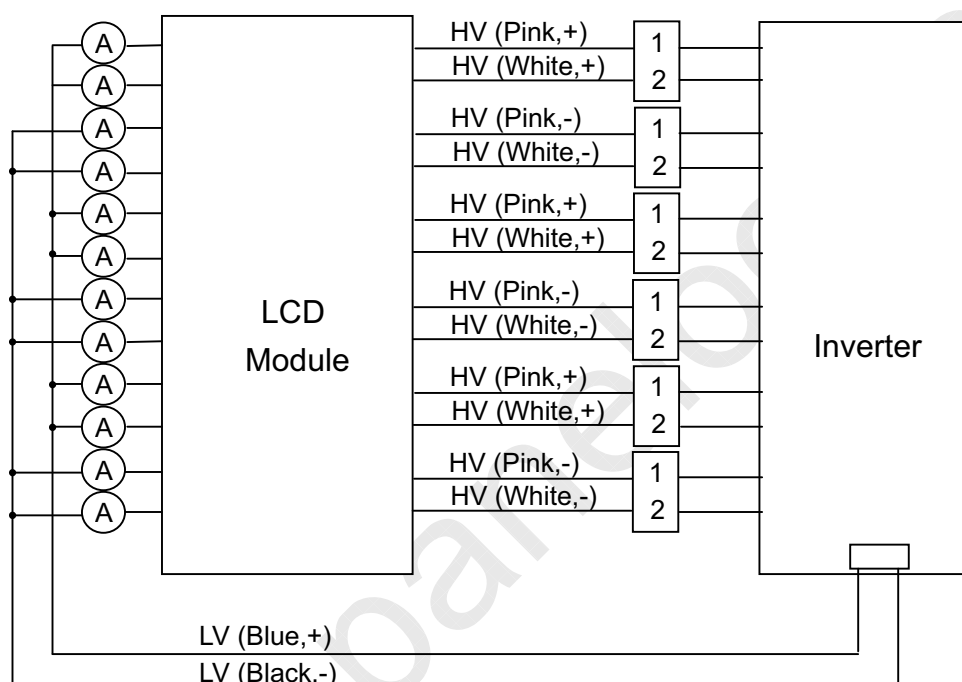 A
A
A
A
A
A
A
A
A
A
A
A
LCD
Module
HV (Pink,+)
HV (White,+)
HV (Pink,-)
HV (White,-)
HV (Pink,+)
HV (White,+)
HV (Pink,-)
HV (White,-)
HV (Pink,+)
HV (White,+)
HV (Pink,-)
HV (White,-)
1
2
1
2
1
2
1
2
1
2
1
2
Inverter
LV (Blue,+)
LV (Black,-)